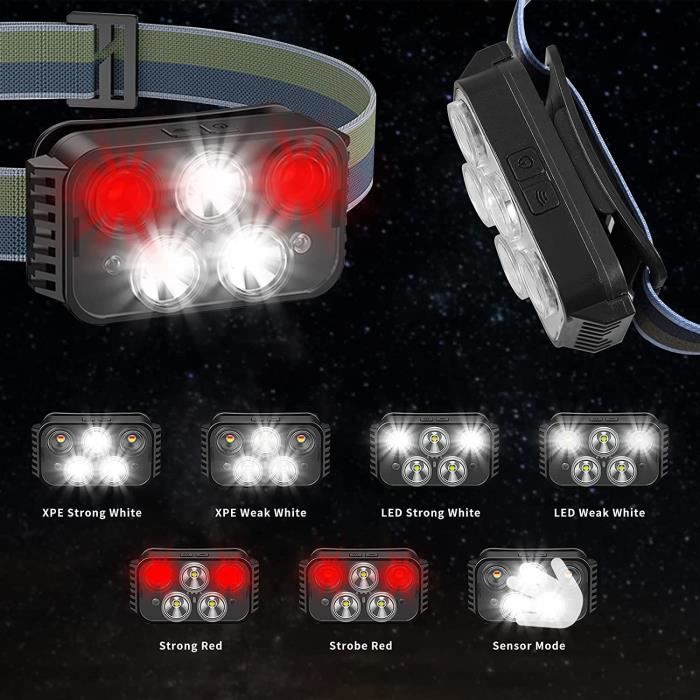 XPE Strong White
XPE Weak White
LED Strong White
LED Weak White
Strong Red
Strobe Red
Sensor Mode